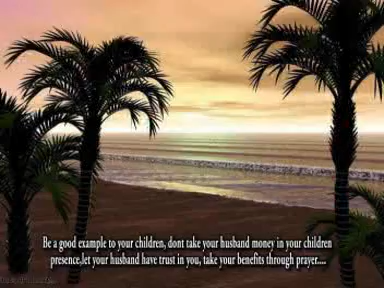 Be a good example to your children, dont take your husband money in your children
presence,let your husband have trust in you, take your benefits through prayer....